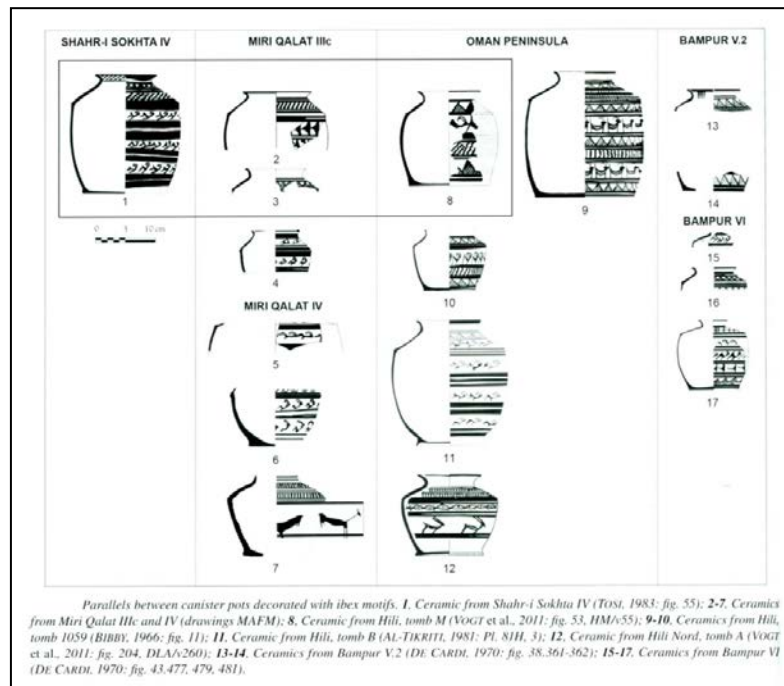 SHAHR-I SOKHTA IV MIRI QALAT IIIc OMAN PENINSULA BAMPUR V.2
1
2
3
8
9
13
14
BAMPUR VI
0 1 10 cm
4
10
15
16
MIRI QALAT IV
5
6
11
17
7
12
Parallels between canister pots decorated with ibex motifs. 1, Ceramic from Shahr-i Sokhta IV (TOSI, 1983: fig. 55); 2-7, Ceramics
from Miri Qalat IIIc and IV (drawings MAFM); 8, Ceramic from Hili, tomb M (VOGT et al., 2011: fig. 53, HM/v55); 9-10, Ceramics from Hili,
tomb 1059 (BIBBY, 1966: fig. 11); 11, Ceramic from Hili, tomb B (AL-TIKRITI, 1981: Pl. 81H, 3); 12, Ceramic from Hili Nord, tomb A (VOGT
et al., 2011: fig. 204, DLA/v260); 13-14, Ceramics from Bampur V.2 (DE CARDI, 1970: fig. 38.361-362); 15-17, Ceramics from Bampur VI
(DE CARDI, 1970: fig. 43.477, 479, 481).